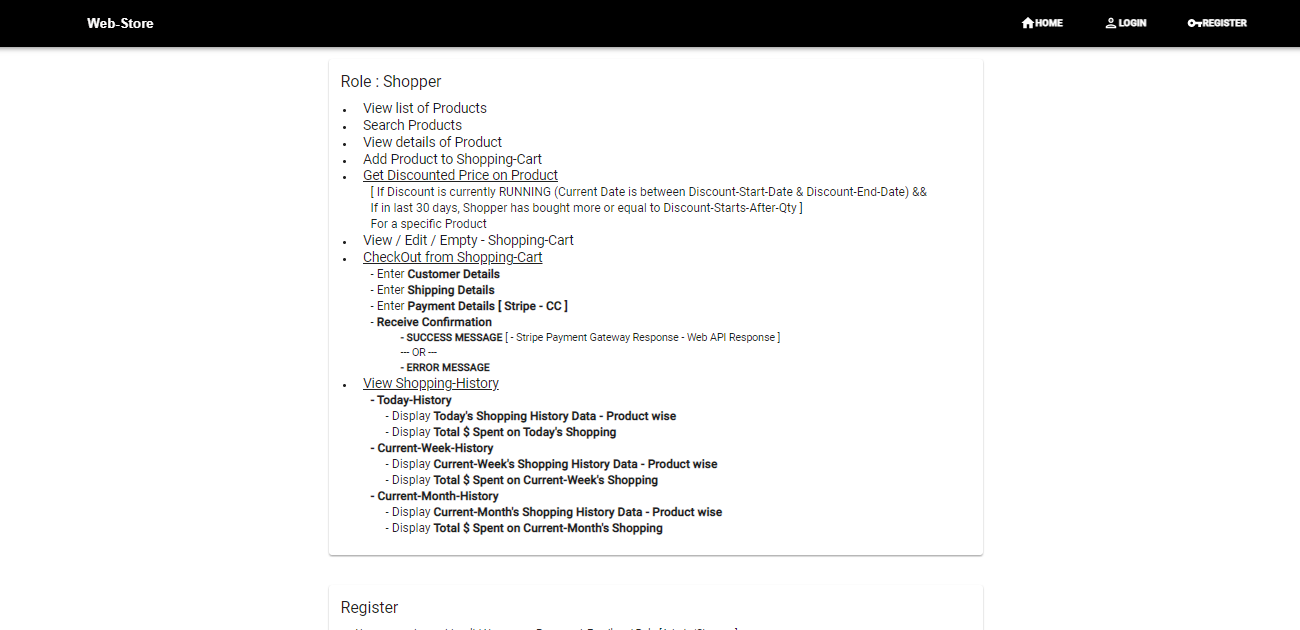 Web-Store
HOME
LOGIN
REGISTER
Role : Shopper
View list of Products
Search Products
View details of Product
Add Product to Shopping-Cart
Get Discounted Price on Product
[ If Discount is currently RUNNING (Current Date is between Discount-Start-Date & Discount-End-Date) &&
If in last 30 days, Shopper has bought more or equal to Discount-Starts-After-Qty ]
For a specific Product
View / Edit / Empty - Shopping-Cart
CheckOut from Shopping-Cart
- Enter Customer Details
- Enter Shipping Details
- Enter Payment Details [ Stripe - CC ]
- Receive Confirmation
- SUCCESS MESSAGE [ - Stripe Payment Gateway Response - Web API Response ]
--- OR ---
- ERROR MESSAGE
View Shopping-History
- Today-History
- Display Today's Shopping History Data - Product wise
- Display Total $ Spent on Today's Shopping
- Current-Week-History
- Display Current-Week's Shopping History Data - Product wise
- Display Total $ Spent on Current-Week's Shopping
- Current-Month-History
- Display Current-Month's Shopping History Data - Product wise
- Display Total $ Spent on Current-Month's Shopping
Register